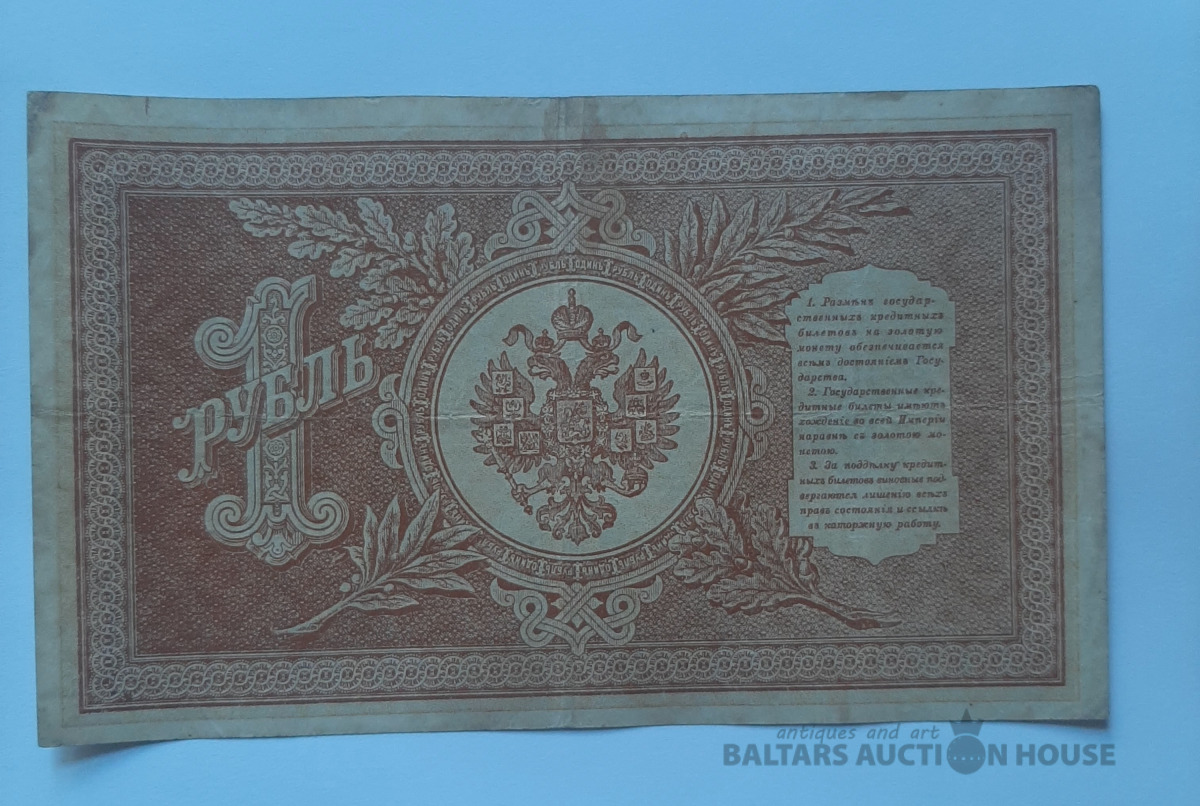 1
РУБЛЬ
1. Размѣнъ государ-
ственныхъ кредитныхъ
билетовъ на золотую
монету обезпечивается
всѣмъ достояніемъ Госу-
дарства.
2. Государственные кре-
дитные билеты имѣютъ
хожденіе во всей Имперіи
наравнѣ съ золотою мо-
нетою.
3. За поддѣлку кредит-
ныхъ билетовъ виновные под-
вергаются лишенію всѣхъ
правъ состоянія и ссылкѣ
въ каторжную работу.
antiques and art
BALTARS AUCTION HOUSE